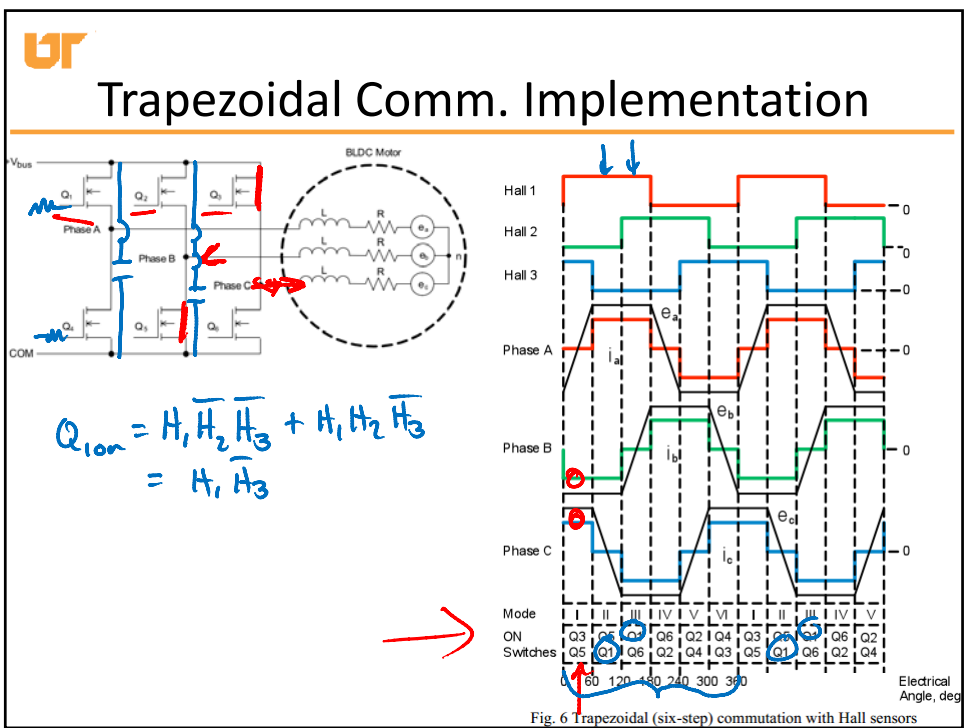 UT
Trapezoidal Comm. Implementation
Vbus
BLDC Motor
Q1
Q2
Q3
Phase A
Phase B
Phase C
L
R
ea
L
R
eb
n
L
R
ec
Q4
Q5
Q6
COM
Q1on = H1 H̅2 H̅3 + H1 H2 H̅3
= H1 H̅3
Hall 1
0
Hall 2
0
Hall 3
0
ea
Phase A
ia
0
eb
Phase B
ib
0
ec
Phase C
ic
0
Mode I II III IV V VI I II III IV V
ON Q3 Q5 Q1 Q6 Q2 Q4 Q3 Q5 Q1 Q6 Q2
Switches Q5 Q1 Q6 Q2 Q4 Q3 Q5 Q1 Q6 Q2 Q4
0 60 120 180 240 300 360
Electrical
Angle, deg
Fig. 6 Trapezoidal (six-step) commutation with Hall sensors